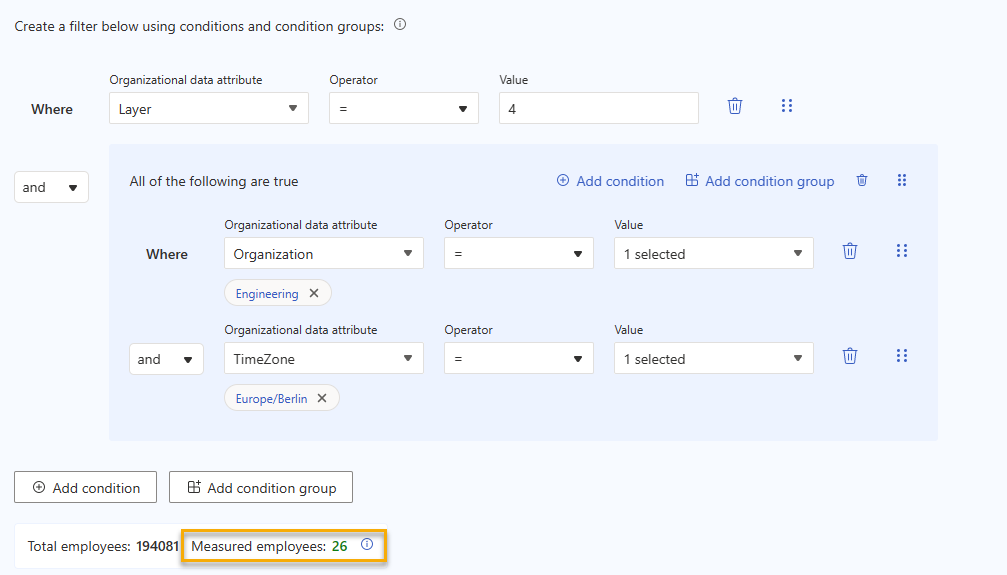 Create a filter below using conditions and condition groups:
Organizational data attribute Operator Value
Where Layer = 4
and All of the following are true Add condition Add condition group
Organizational data attribute Operator Value
Where Organization = 1 selected
Engineering
Organizational data attribute Operator Value
and TimeZone = 1 selected
Europe/Berlin
Add condition Add condition group
Total employees: 194081 Measured employees: 26